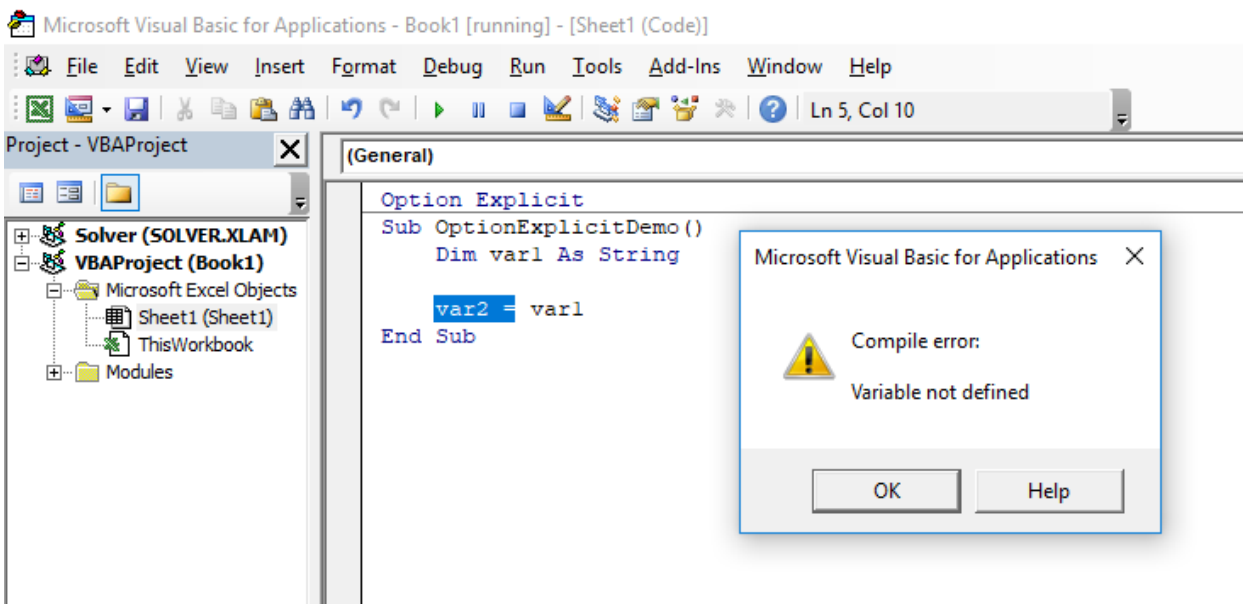 Microsoft Visual Basic for Applications - Book1 [running] - [Sheet1 (Code)]
File Edit View Insert Format Debug Run Tools Add-Ins Window Help
Ln 5, Col 10
Project - VBAProject
(General)
Solver (SOLVER.XLAM)
VBAProject (Book1)
Microsoft Excel Objects
Sheet1 (Sheet1)
ThisWorkbook
Modules
Option Explicit
Sub OptionExplicitDemo()
Dim var1 As String
var2 = var1
End Sub
Microsoft Visual Basic for Applications
Compile error:
Variable not defined
OK Help